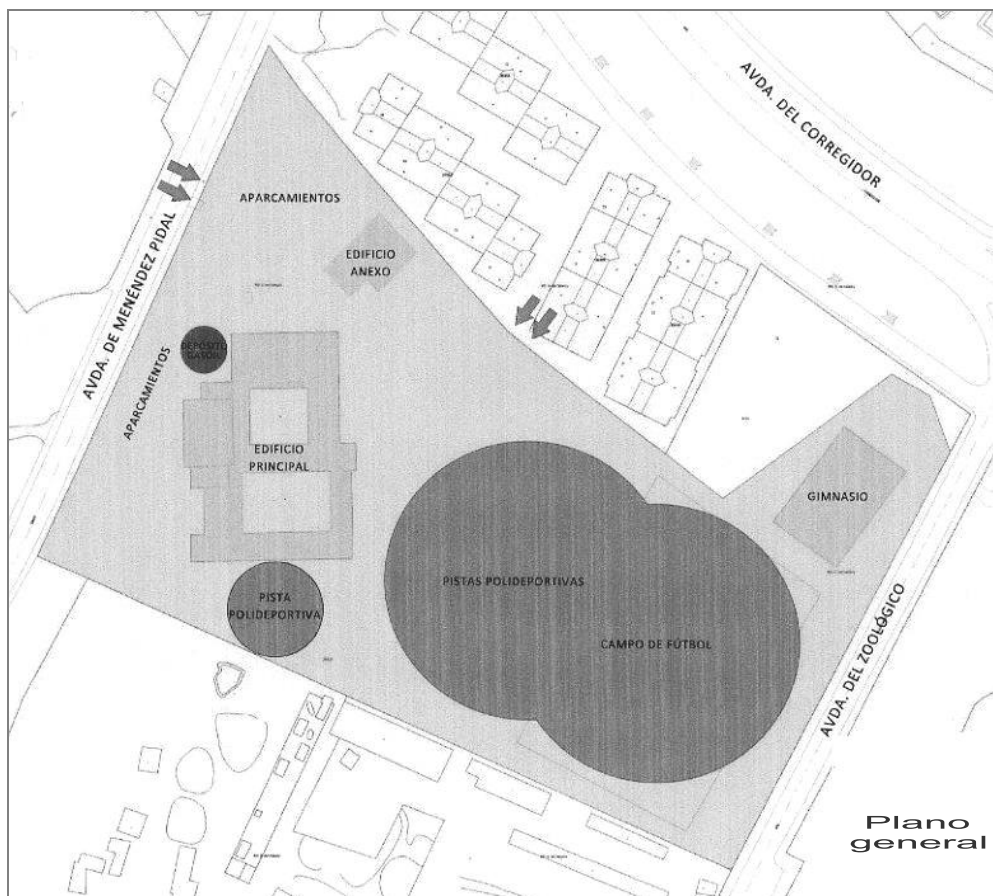 AVDA. DEL CORREGIDOR
AVDA. DE MENÉNDEZ PIDAL
APARCAMIENTOS
EDIFICIO
ANEXO
DEPÓSITO
GASOIL
APARCAMIENTOS
EDIFICIO
PRINCIPAL
GIMNASIO
PISTAS POLIDEPORTIVAS
PISTA
POLIDEPORTIVA
CAMPO DE FÚTBOL
AVDA. DEL ZOOLÓGICO
Plano
general